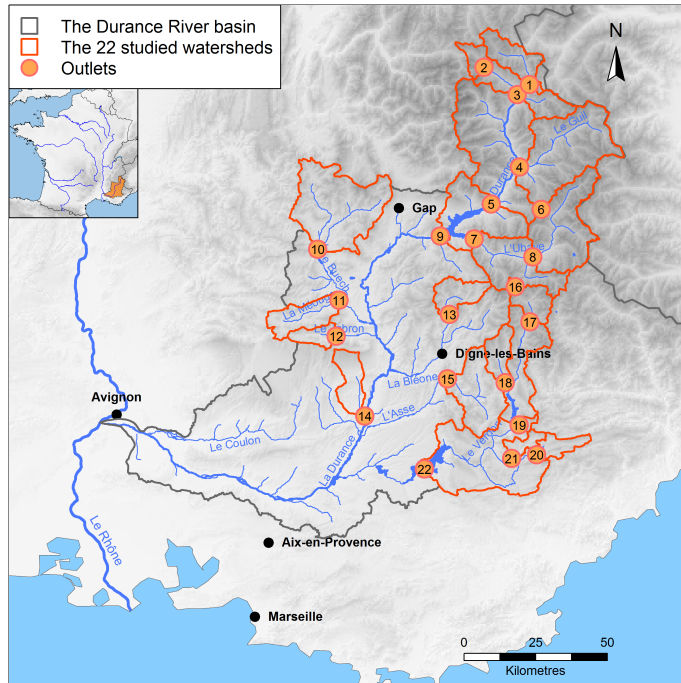 The Durance River basin
The 22 studied watersheds
Outlets
N
2
1
3
Le Guil
Durance
4
5
6
Gap
9
7
L'Ubaye
8
10
Le Buech
16
11
La Méouge
13
17
12
Le Jabron
Digne-les-Bains
La Bléone
15
18
Avignon
14
L'Asse
19
Le Coulon
Le Verdon
La Durance
21
20
22
Le Rhône
Aix-en-Provence
Marseille
0 25 50
Kilometres